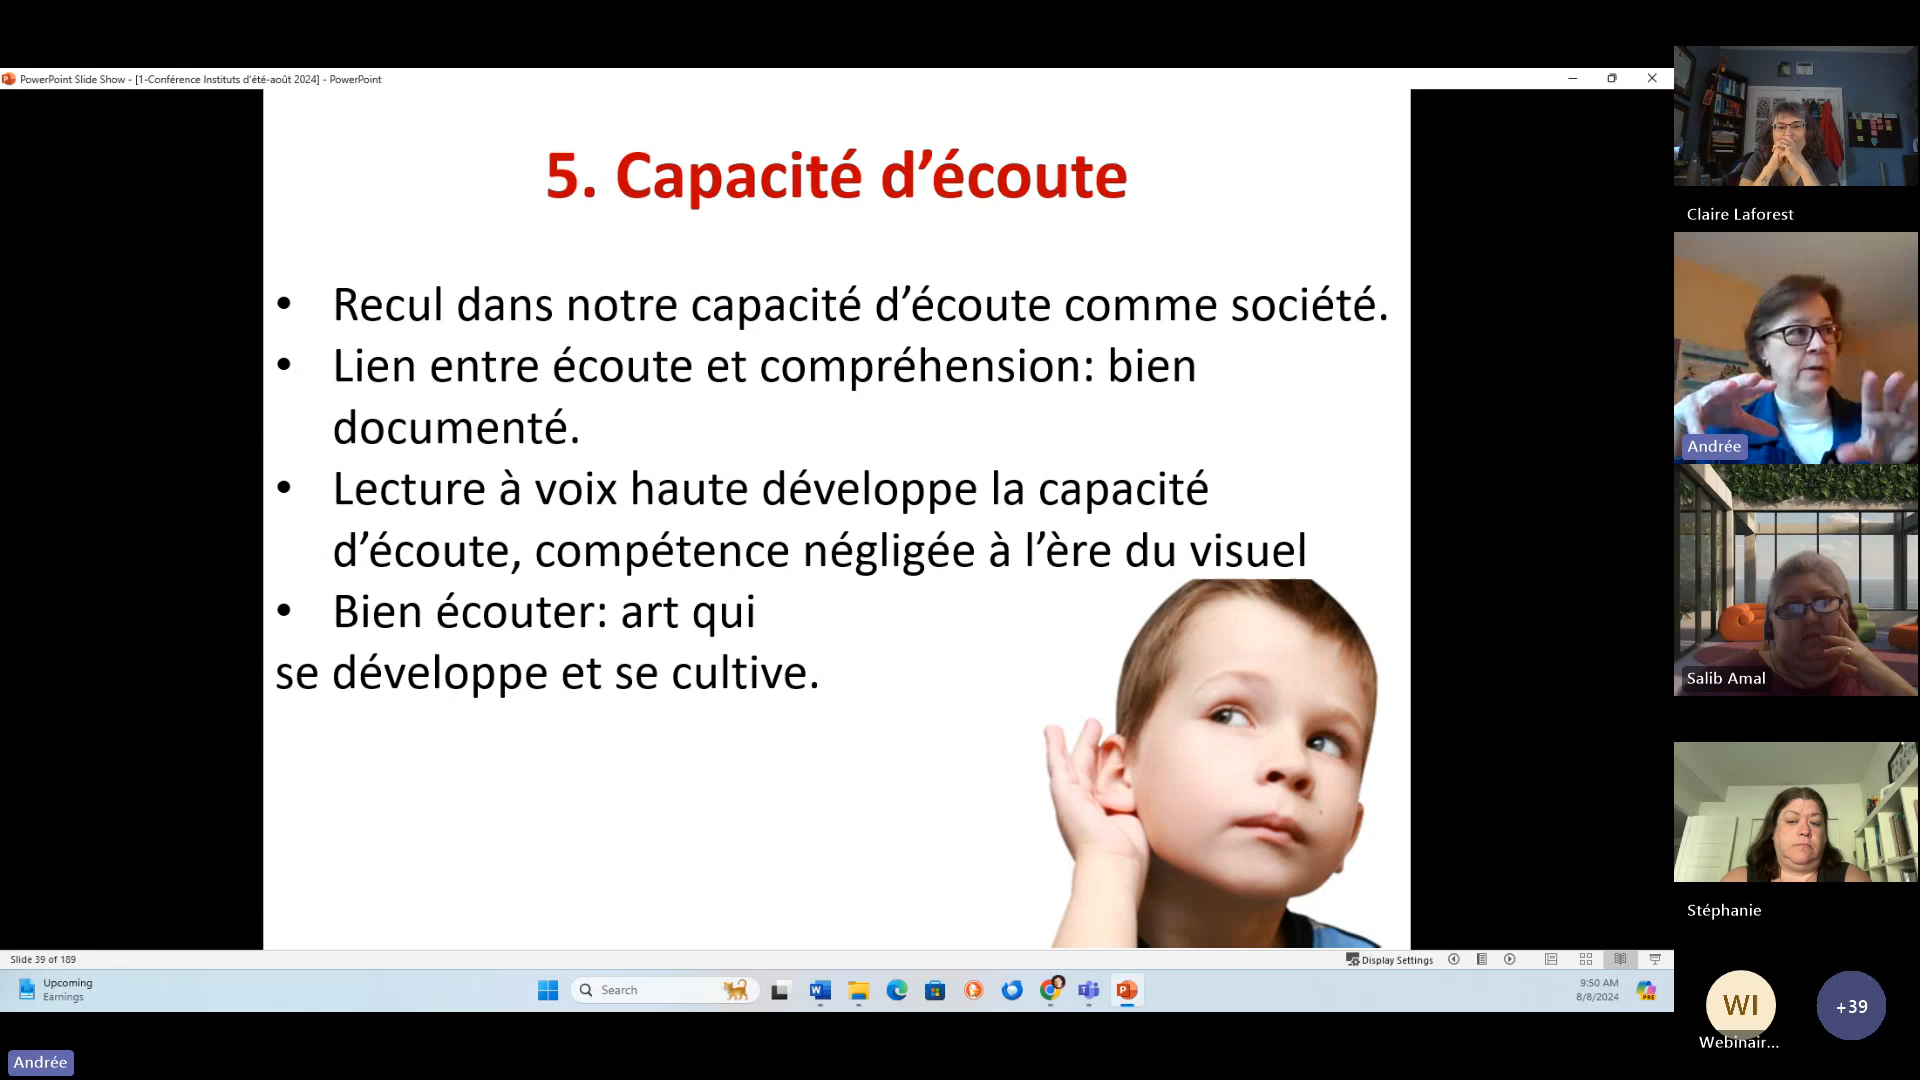 PowerPoint Slide Show - [1-Conférence Instituts d'été-août 2024] - PowerPoint
5. Capacité d’écoute
• Recul dans notre capacité d’écoute comme société.
• Lien entre écoute et compréhension: bien
documenté.
• Lecture à voix haute développe la capacité
d’écoute, compétence négligée à l’ère du visuel
• Bien écouter: art qui
se développe et se cultive.
Slide 39 of 189
Display Settings
Upcoming
Earnings
Search
9:50 AM
8/8/2024
PRE
Andrée
Claire Laforest
Andrée
Salib Amal
Stéphanie
WI
Webinair...
+39